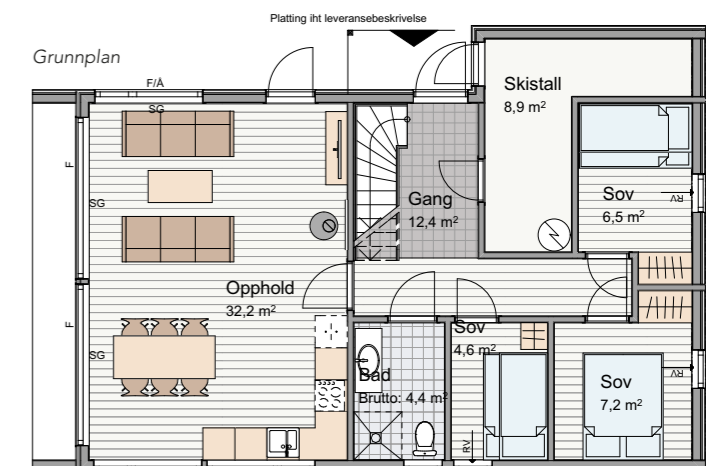 Platting iht leveransebeskrivelse
Grunnplan
F/Å
SG
Skistall
8,9 m²
F
SG
Gang
12,4 m²
Sov
6,5 m²
RV
Opphold
32,2 m²
F
SG
Sov
4,6 m²
Bad
Brutto: 4,4 m²
Sov
7,2 m²
RV
RV